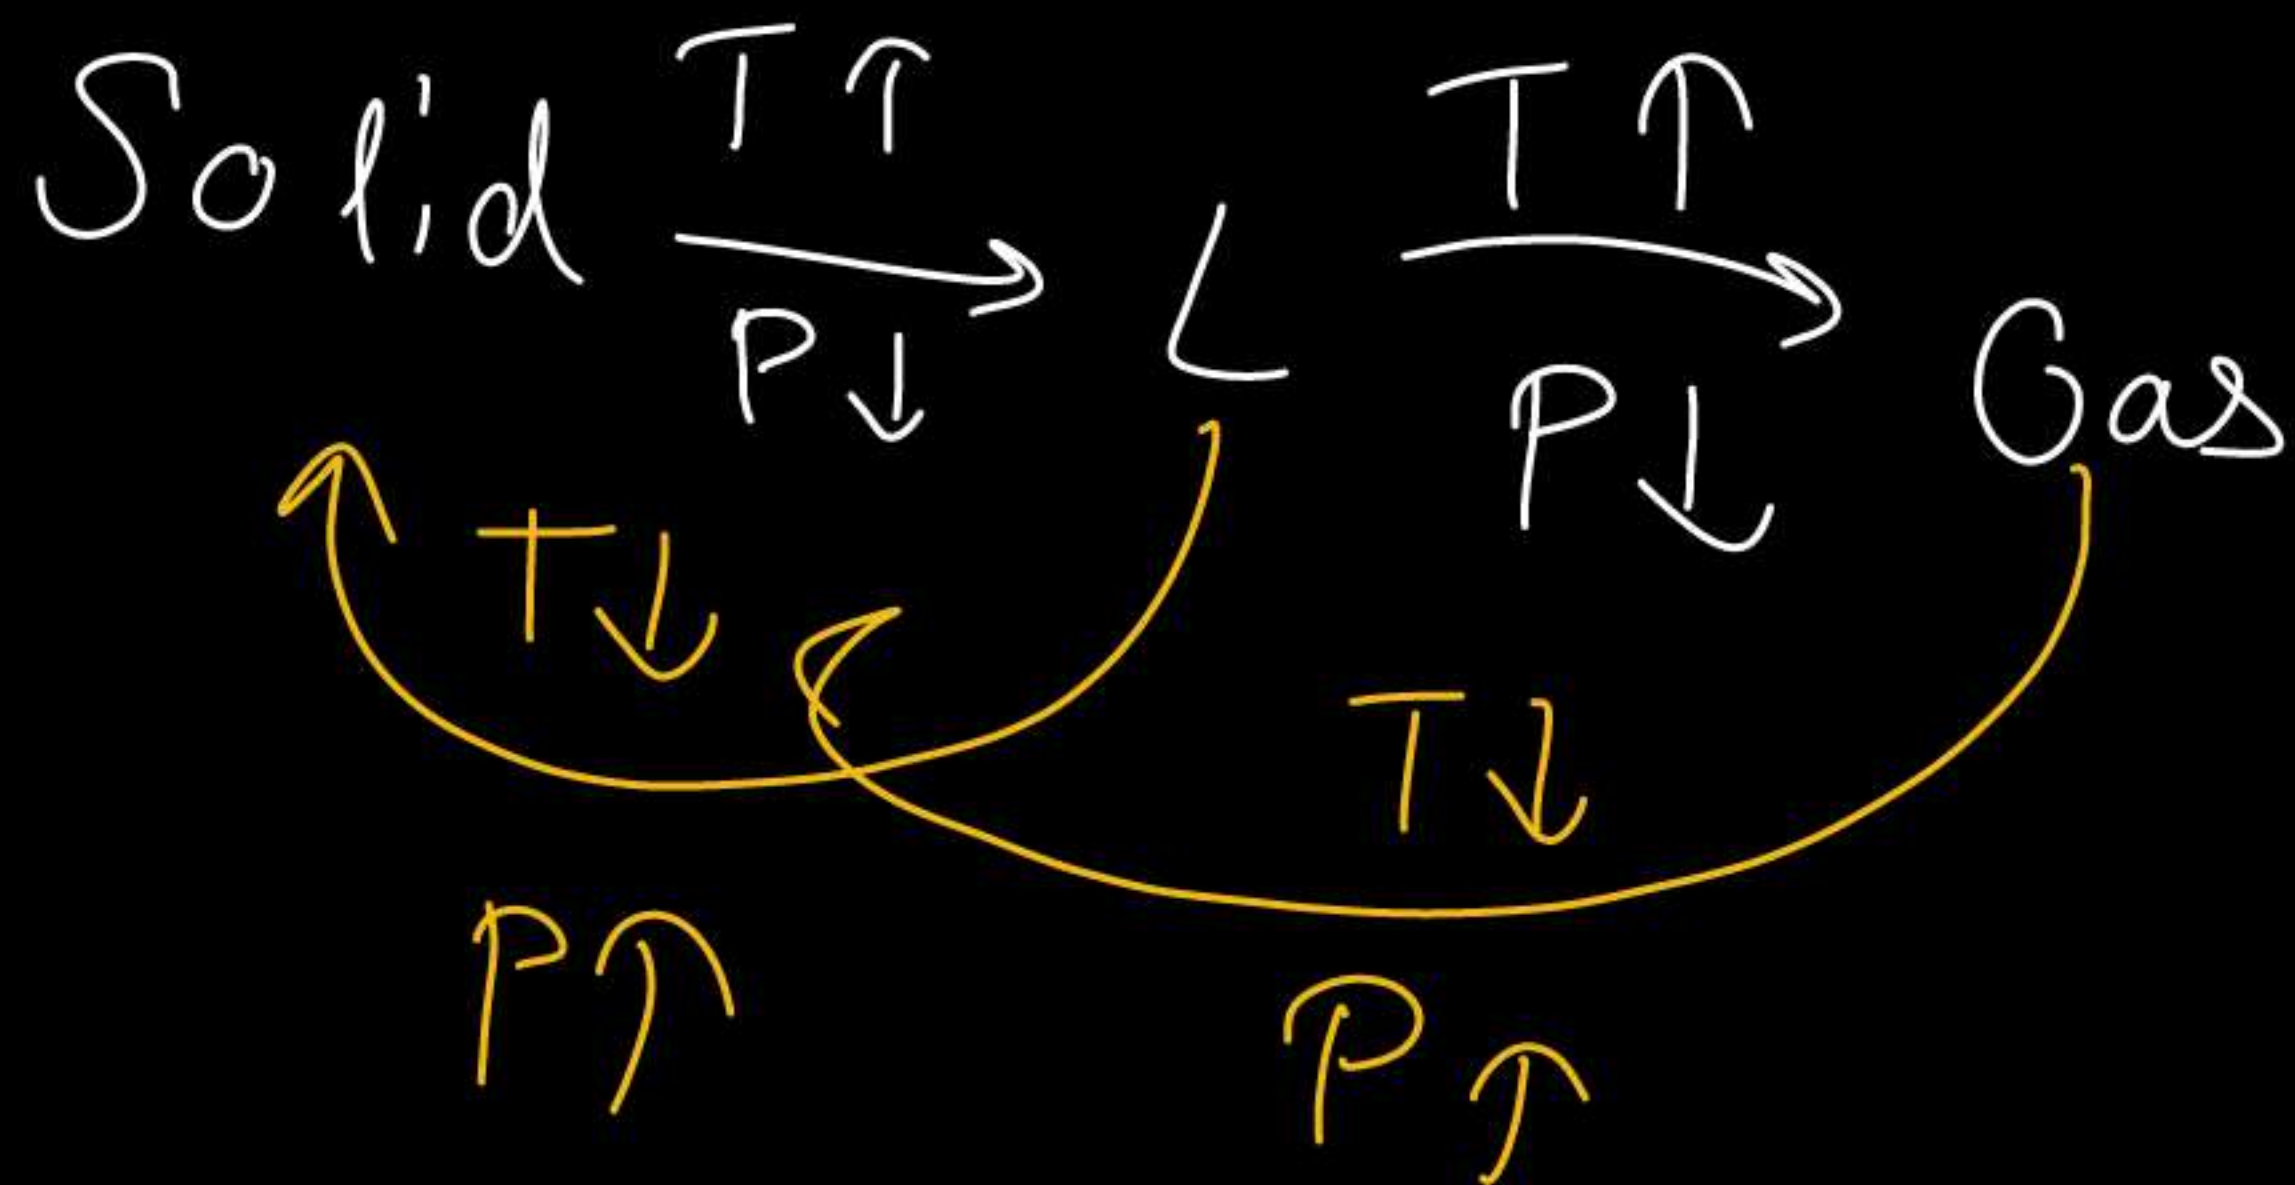 Solid T↑ L T↑ Gas
P↓ P↓
T↓ T↓
P↑ P↑